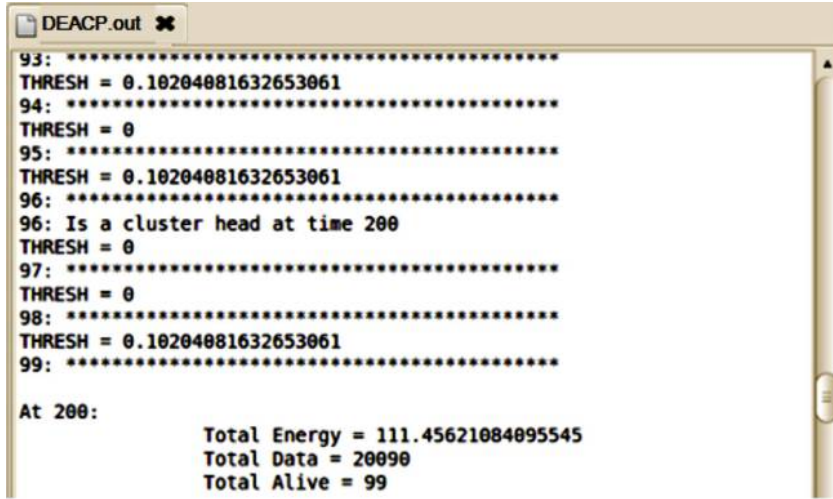 DEACP.out ✖
93: *******************************************
THRESH = 0.10204081632653061
94: *******************************************
THRESH = 0
95: *******************************************
THRESH = 0.10204081632653061
96: *******************************************
96: Is a cluster head at time 200
THRESH = 0
97: *******************************************
THRESH = 0
98: *******************************************
THRESH = 0.10204081632653061
99: *******************************************
At 200:
Total Energy = 111.45621084095545
Total Data = 20090
Total Alive = 99